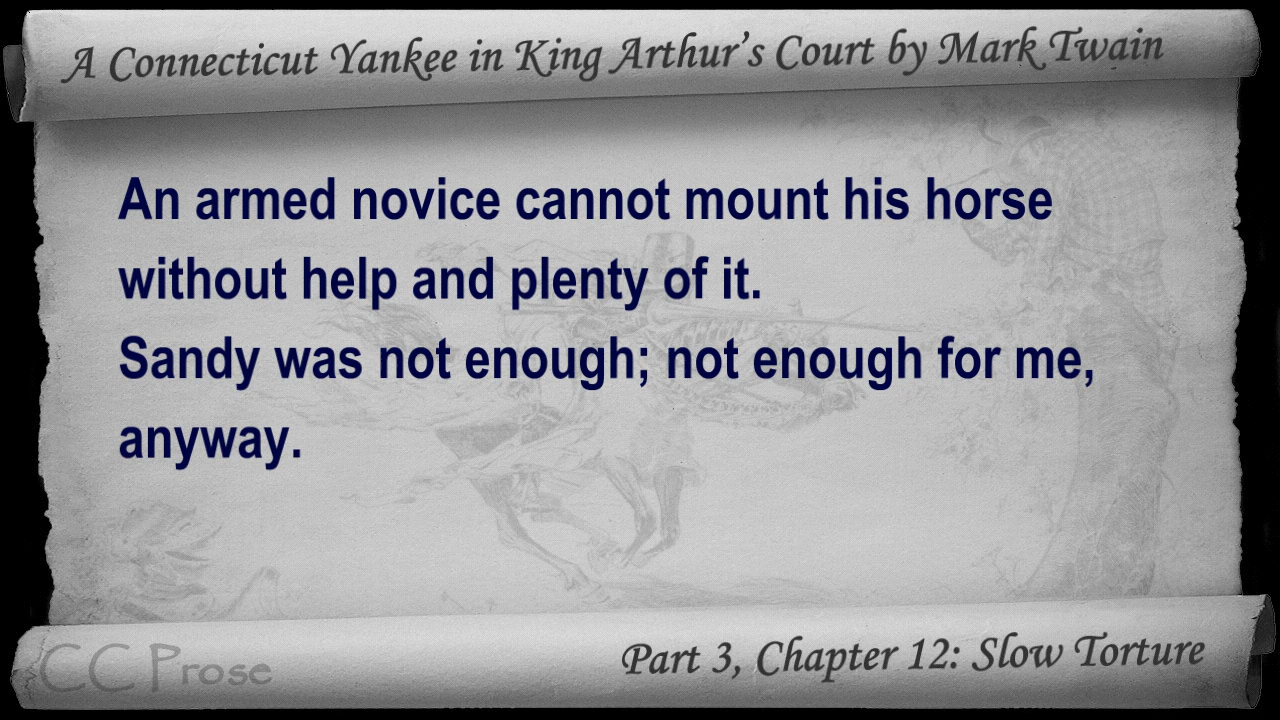 A Connecticut Yankee in King Arthur's Court by Mark Twain
An armed novice cannot mount his horse
without help and plenty of it.
Sandy was not enough; not enough for me,
anyway.
CC Prose
Part 3, Chapter 12: Slow Torture